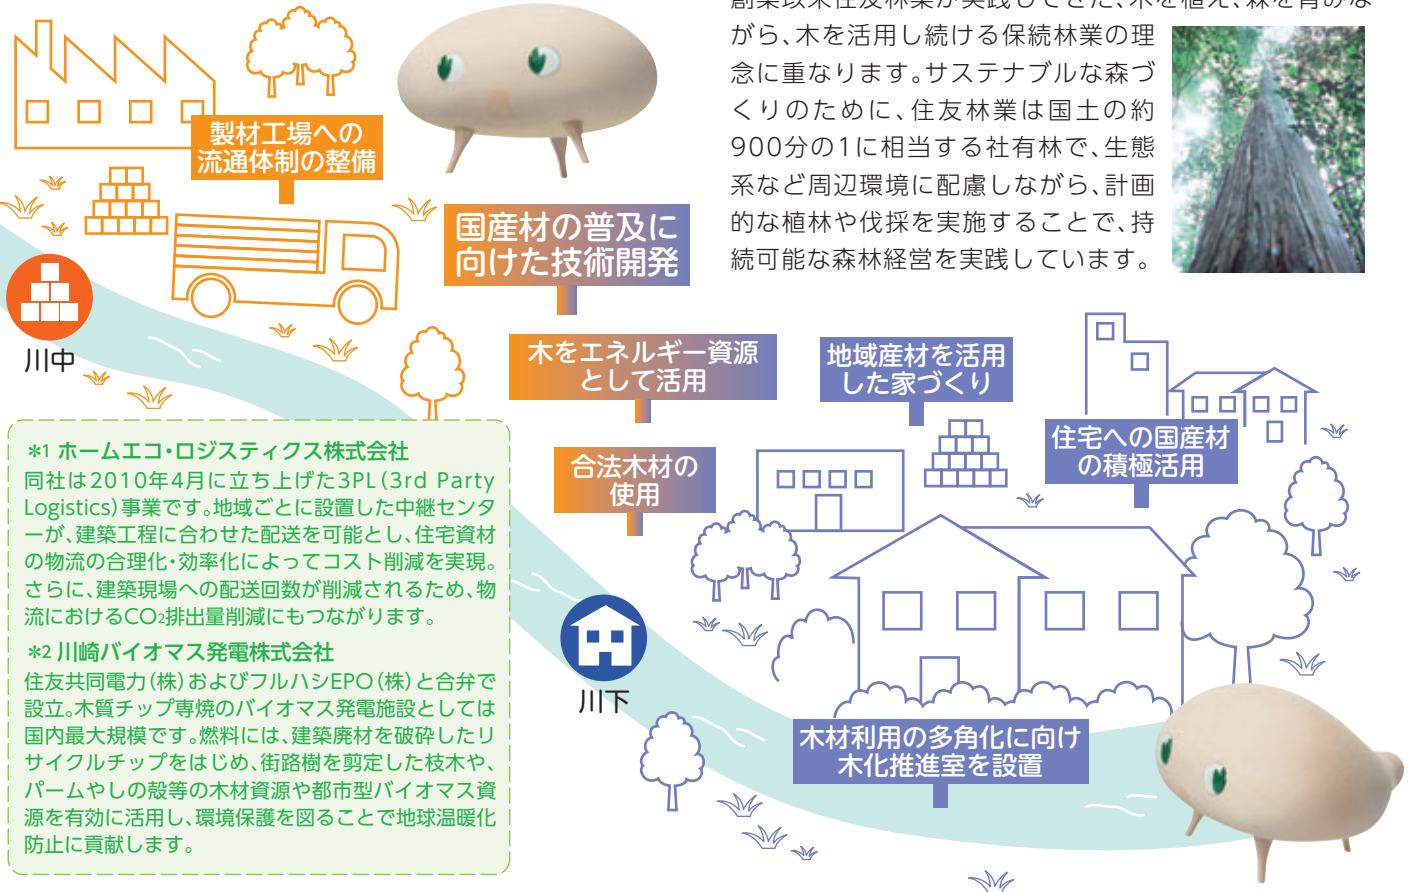 創業以来住友林業が実践してきた、木を植え、森を育みな
がら、木を活用し続ける保続林業の理
念に重なります。サステナブルな森づ
くりのために、住友林業は国土の約
900分の1に相当する社有林で、生態
系など周辺環境に配慮しながら、計画
的な植林や伐採を実施することで、持
続可能な森林経営を実践しています。
製材工場への
流通体制の整備
国産材の普及に
向けた技術開発
川中
木をエネルギー資源
として活用
地域産材を活用
した家づくり
合法木材の
使用
住宅への国産材
の積極活用
*1 ホームエコ・ロジスティクス株式会社
同社は2010年4月に立ち上げた3PL(3rd Party
Logistics)事業です。地域ごとに設置した中継センタ
ーが、建築工程に合わせた配送を可能とし、住宅資材
の物流の合理化・効率化によってコスト削減を実現。
さらに、建築現場への配送回数が削減されるため、物
流におけるCO₂排出量削減にもつながります。
*2 川崎バイオマス発電株式会社
住友共同電力(株)およびフルハシEPO(株)と合弁で
設立。木質チップ専焼のバイオマス発電施設としては
国内最大規模です。燃料には、建築廃材を破砕したリ
サイクルチップをはじめ、街路樹を剪定した枝木や、
パームやしの殻等の木材資源や都市型バイオマス資
源を有効に活用し、環境保護を図ることで地球温暖化
防止に貢献します。
川下
木材利用の多角化に向け
木化推進室を設置